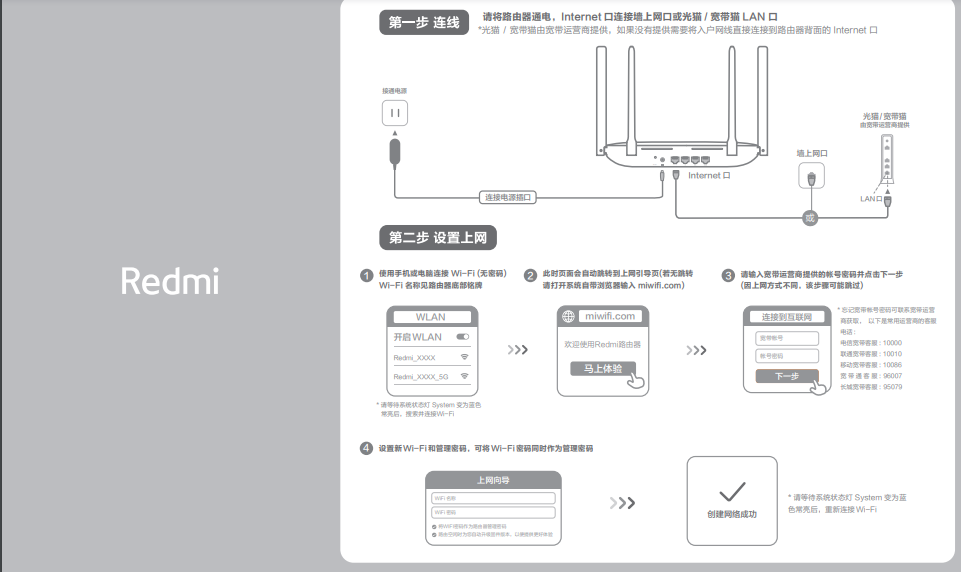 Redmi
第一步 连线
请将路由器通电，Internet 口连接墙上网口或光猫 / 宽带猫 LAN 口
*光猫 / 宽带猫由宽带运营商提供，如果没有提供需要将入户网线直接连接到路由器背面的 Internet 口
接通电源
光猫/宽带猫
由宽带运营商提供
墙上网口
Internet 口
LAN口
连接电源插口
或
第二步 设置上网
1 使用手机或电脑连接 Wi-Fi (无密码)
Wi-Fi 名称见路由器底部铭牌
WLAN
开启WLAN
Redmi_XXXX
Redmi_XXXX_5G
* 请等待系统状态灯 System 变为蓝色
常亮后，搜索并连接Wi-Fi
2 此时页面会自动跳转到上网引导页(若无跳转
请打开系统自带浏览器输入 miwifi.com)
miwifi.com
欢迎使用Redmi路由器
马上体验
3 请输入宽带运营商提供的帐号密码并点击下一步
(因上网方式不同，该步骤可能跳过)
连接到互联网
宽带帐号
帐号密码
下一步
* 忘记宽带帐号密码可联系宽带运营
商获取， 以下是常用运营商的客服
电话：
电信宽带客服：10000
联通宽带客服：10010
移动宽带客服：10086
宽 带 通 客 服：96007
长城宽带客服：95079
4 设置新 Wi-Fi 和管理密码，可将 Wi-Fi 密码同时作为管理密码
上网向导
WiFi 名称
WiFi 密码
将WiFi密码作为路由器管理密码
路由空闲时为您自动升级固件版本，以便提供更好体验
创建网络成功
* 请等待系统状态灯 System 变为蓝
色常亮后，重新连接 Wi-Fi